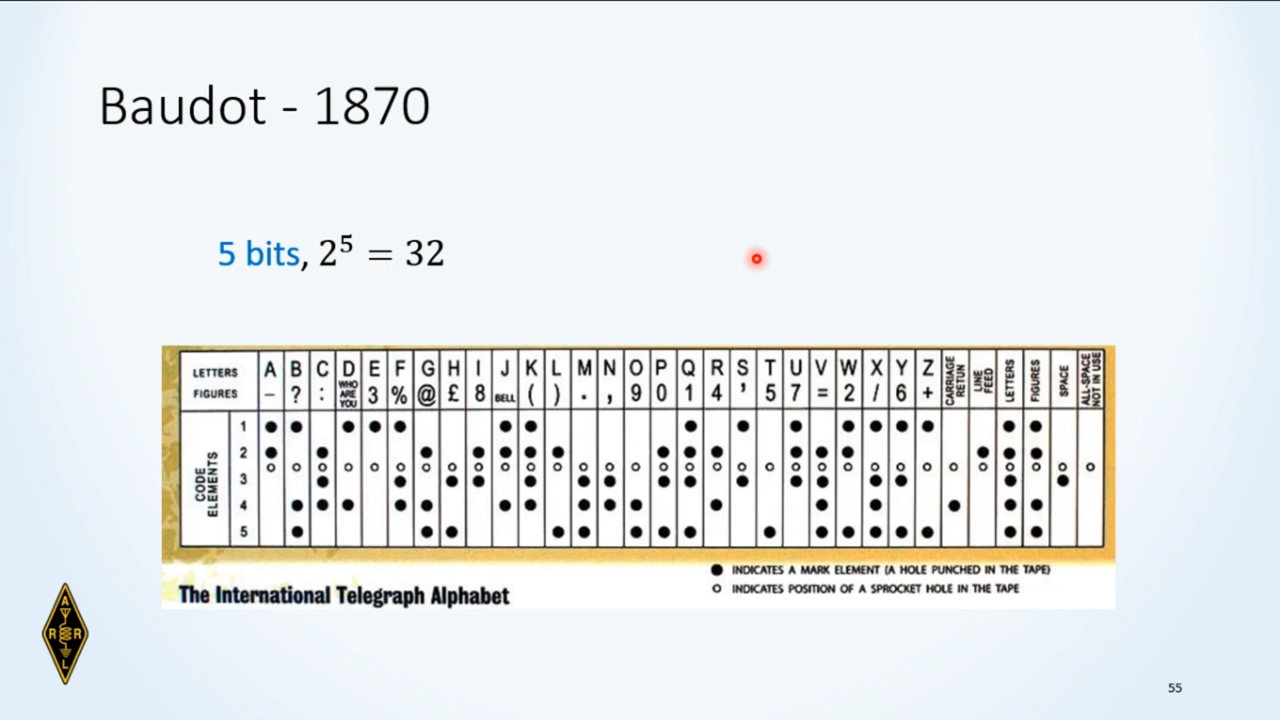 Baudot - 1870
5 bits, 2⁵ = 32
LETTERS A B C D E F G H I J K L M N O P Q R S T U V W X Y Z CARRIAGE RETUN LINE FEED LETTERS FIGURES SPACE ALL-SPACE NOT IN USE
FIGURES – ? : WHO ARE YOU 3 % @ £ 8 BELL ( ) . , 9 0 1 4 ' 5 7 = 2 / 6 +
CODE ELEMENTS
1
2
3
4
5
INDICATES A MARK ELEMENT (A HOLE PUNCHED IN THE TAPE)
INDICATES POSITION OF A SPROCKET HOLE IN THE TAPE
The International Telegraph Alphabet
A
R R
L
55